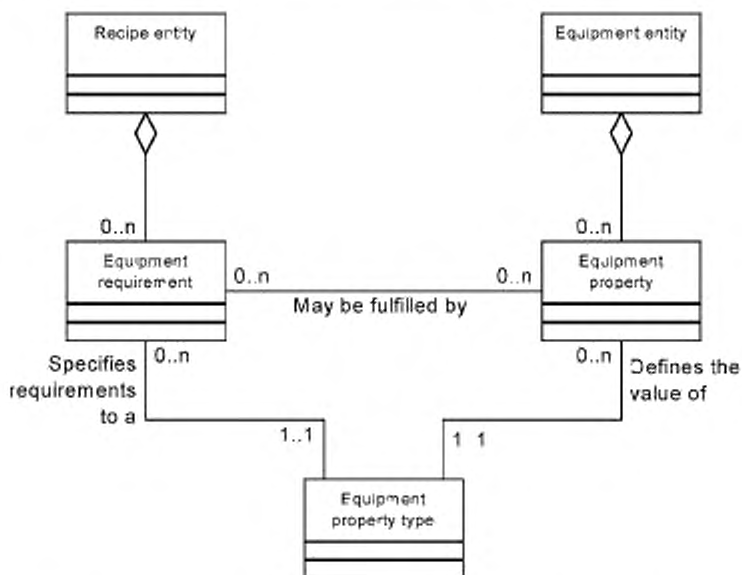 Recipe entity
Equipment entity
0..n
0..n
Equipment
requirement
Equipment
property
0..n
0..n
May be fulfilled by
Specifies
requirements
to a
0..n
0..n
Defines the
value of
1..1
1 1
Equipment
property type